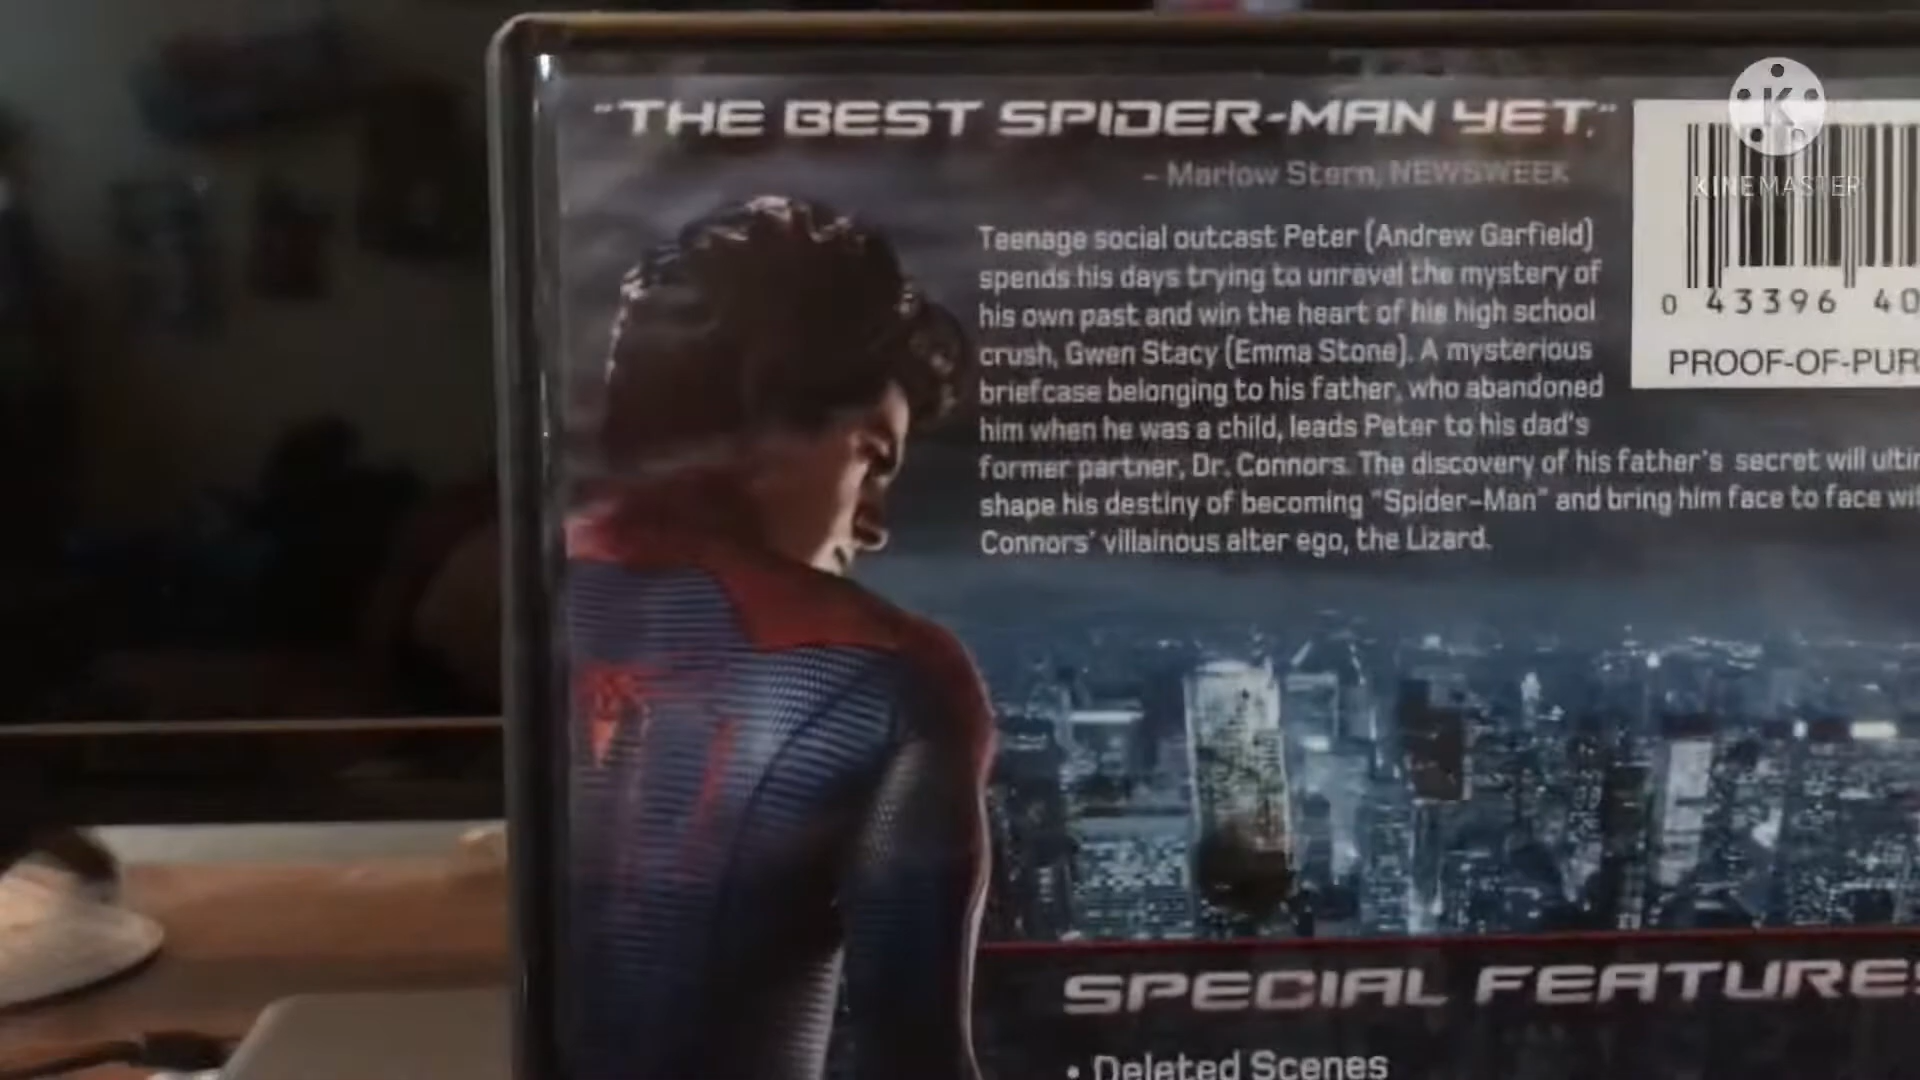 "THE BEST SPIDER-MAN YET."
- Marlow Stern, NEWSWEEK
Teenage social outcast Peter (Andrew Garfield)
spends his days trying to unravel the mystery of
his own past and win the heart of his high school
crush, Gwen Stacy (Emma Stone). A mysterious
briefcase belonging to his father, who abandoned
him when he was a child, leads Peter to his dad's
former partner, Dr. Connors. The discovery of his father's secret will
shape his destiny of becoming "Spider-Man" and bring him face to face
Connors' villainous alter ego, the Lizard.
K
KINEMASTER
0 43396 40
PROOF-OF-PUR
SPECIAL FEATURES
• Deleted Scenes